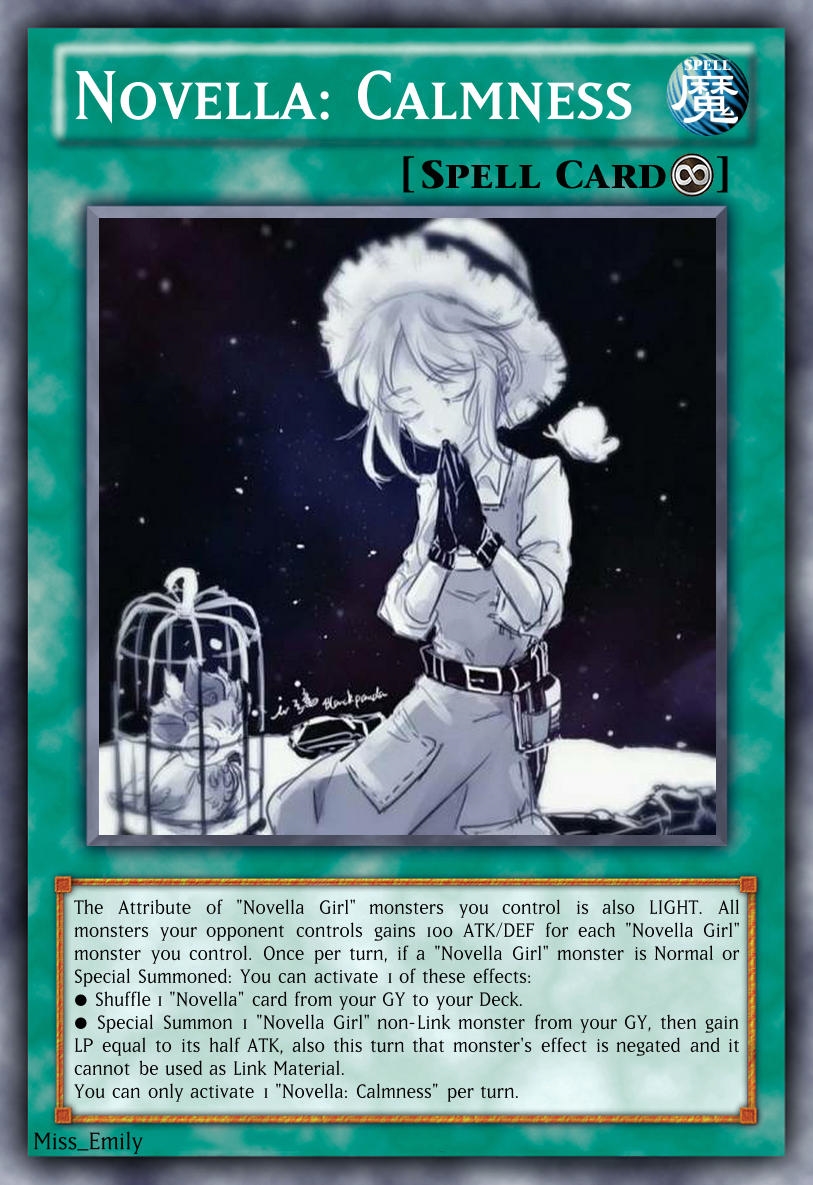 Novella: Calmness
SPELL
魔
[Spell Card∞]
Blackpanda
The Attribute of "Novella Girl" monsters you control is also LIGHT. All
monsters your opponent controls gains 100 ATK/DEF for each "Novella Girl"
monster you control. Once per turn, if a "Novella Girl" monster is Normal or
Special Summoned: You can activate 1 of these effects:
● Shuffle 1 "Novella" card from your GY to your Deck.
● Special Summon 1 "Novella Girl" non-Link monster from your GY, then gain
LP equal to its half ATK, also this turn that monster's effect is negated and it
cannot be used as Link Material.
You can only activate 1 "Novella: Calmness" per turn.
Miss_Emily